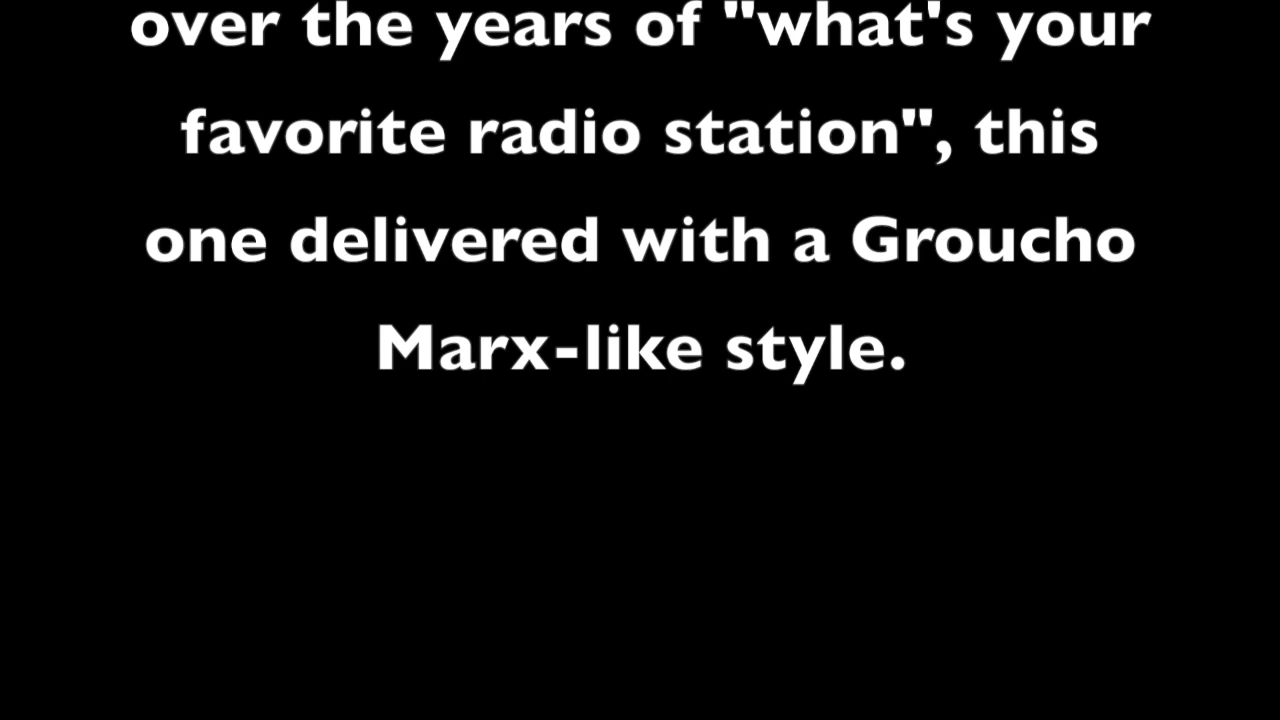 over the years of "what's your
favorite radio station", this
one delivered with a Groucho
Marx-like style.